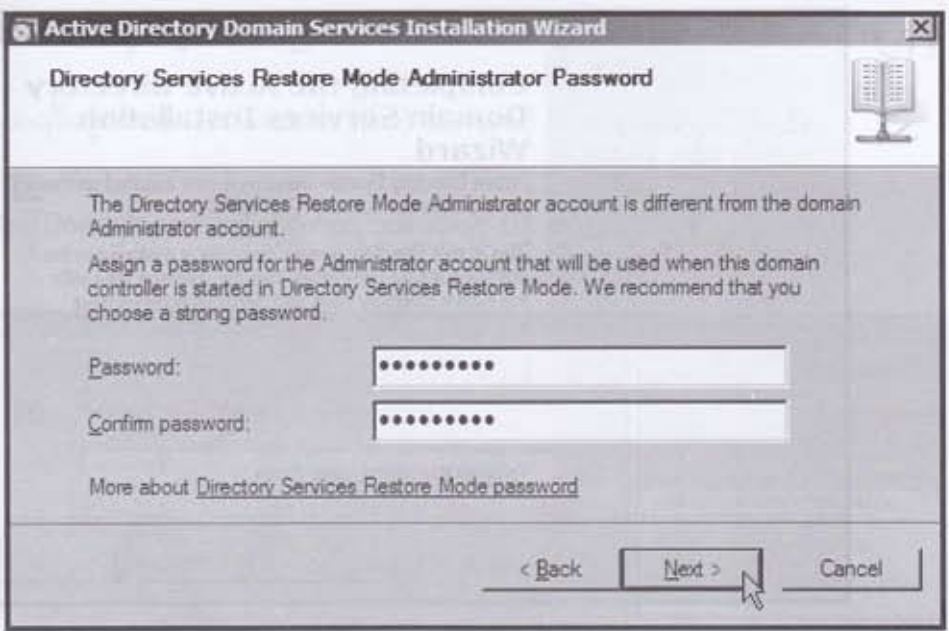 Active Directory Domain Services Installation Wizard
Directory Services Restore Mode Administrator Password
The Directory Services Restore Mode Administrator account is different from the domain
Administrator account.
Assign a password for the Administrator account that will be used when this domain
controller is started in Directory Services Restore Mode. We recommend that you
choose a strong password.
Password:
•••••••••
Confirm password:
•••••••••
More about Directory Services Restore Mode password
< Back
Next >
Cancel